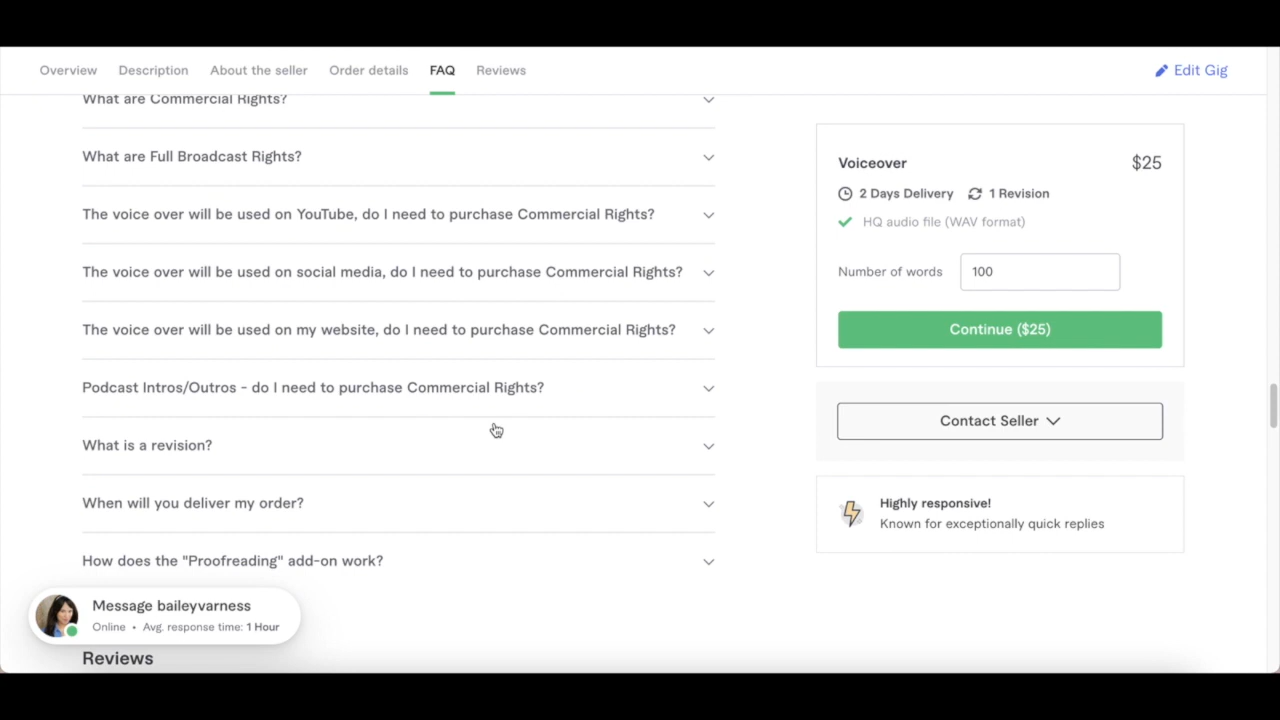 Overview Description About the seller Order details FAQ Reviews Edit Gig
What are Commercial Rights?
What are Full Broadcast Rights?
The voice over will be used on YouTube, do I need to purchase Commercial Rights?
The voice over will be used on social media, do I need to purchase Commercial Rights?
The voice over will be used on my website, do I need to purchase Commercial Rights?
Podcast Intros/Outros - do I need to purchase Commercial Rights?
What is a revision?
When will you deliver my order?
How does the "Proofreading" add-on work?
Message baileyvarness
Online • Avg. response time: 1 Hour
Reviews
Voiceover $25
2 Days Delivery 1 Revision
HQ audio file (WAV format)
Number of words 100
Continue ($25)
Contact Seller
Highly responsive!
Known for exceptionally quick replies